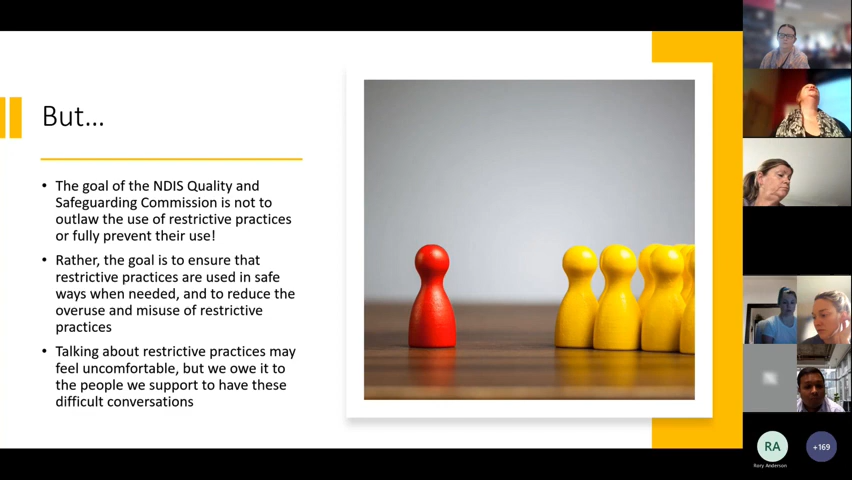 But...
• The goal of the NDIS Quality and
Safeguarding Commission is not to
outlaw the use of restrictive practices
or fully prevent their use!
• Rather, the goal is to ensure that
restrictive practices are used in safe
ways when needed, and to reduce the
overuse and misuse of restrictive
practices
• Talking about restrictive practices may
feel uncomfortable, but we owe it to
the people we support to have these
difficult conversations
RA
+169
Rory Anderson